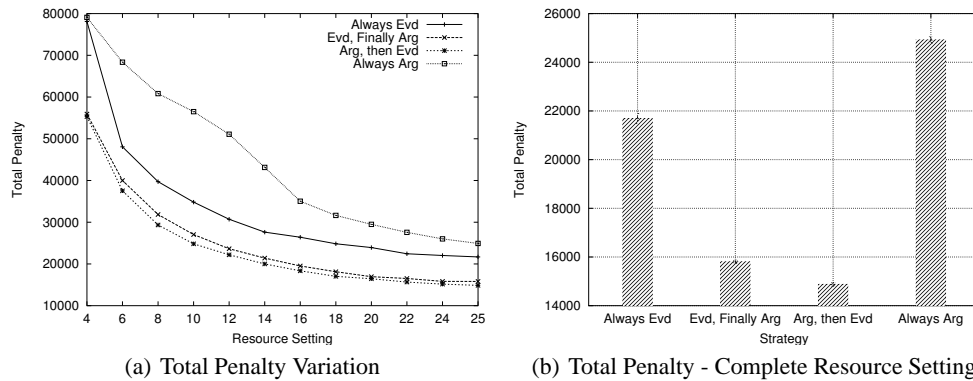 80000
70000
60000
50000
40000
30000
20000
10000
Total Penalty
Always Evd
Evd, Finally Arg
Arg, then Evd
Always Arg
4 6 8 10 12 14 16 18 20 22 24 25
Resource Setting
(a) Total Penalty Variation
26000
24000
22000
20000
18000
16000
14000
Total Penalty
Always Evd Evd, Finally Arg Arg, then Evd Always Arg
Strategy
(b) Total Penalty - Complete Resource Setting